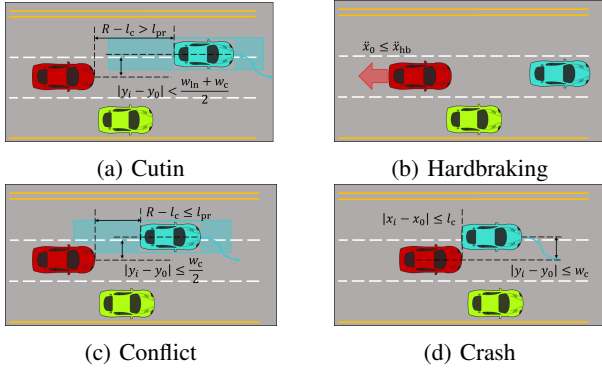 R − l_c > l_pr
|y_i − y_0| < (w_ln + w_c)/2
(a) Cutin
ẍ_0 ≤ ẍ_hb
(b) Hardbraking
R − l_c ≤ l_pr
|y_i − y_0| ≤ w_c/2
(c) Conflict
|x_i − x_0| ≤ l_c
|y_i − y_0| ≤ w_c
(d) Crash